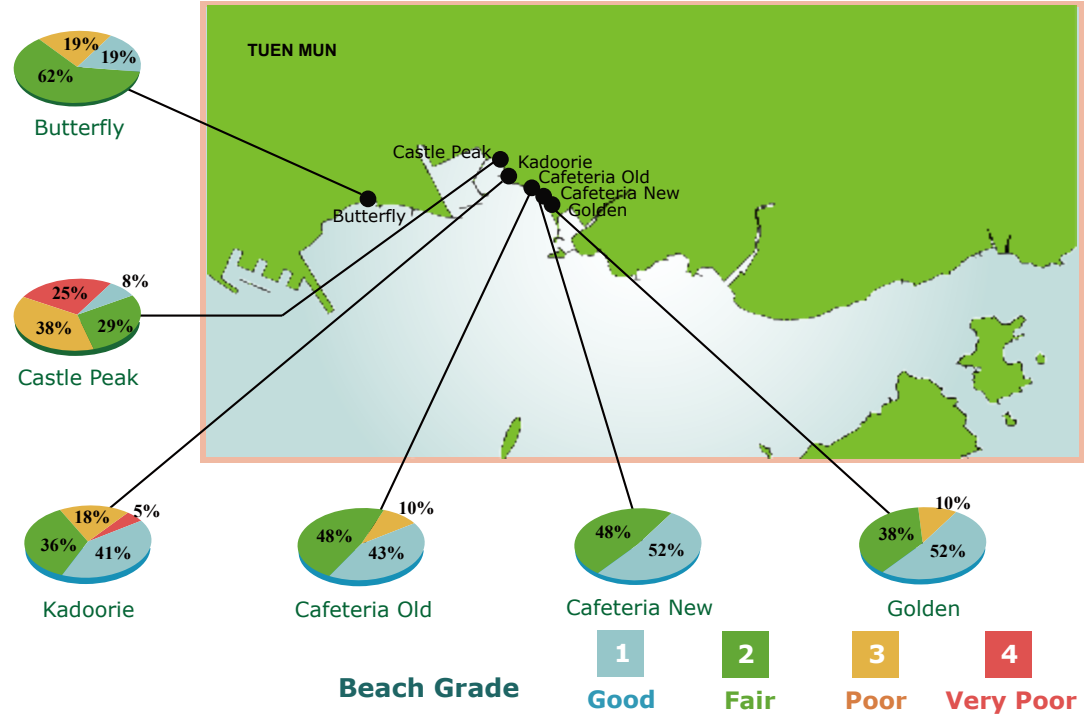 TUEN MUN
19%
19%
62%
Butterfly
Castle Peak
Kadoorie
Cafeteria Old
Cafeteria New
Golden
Butterfly
25%
8%
38%
29%
Castle Peak
18%
5%
36%
41%
Kadoorie
10%
48%
43%
Cafeteria Old
48%
52%
Cafeteria New
10%
38%
52%
Golden
Beach Grade
1
Good
2
Fair
3
Poor
4
Very Poor